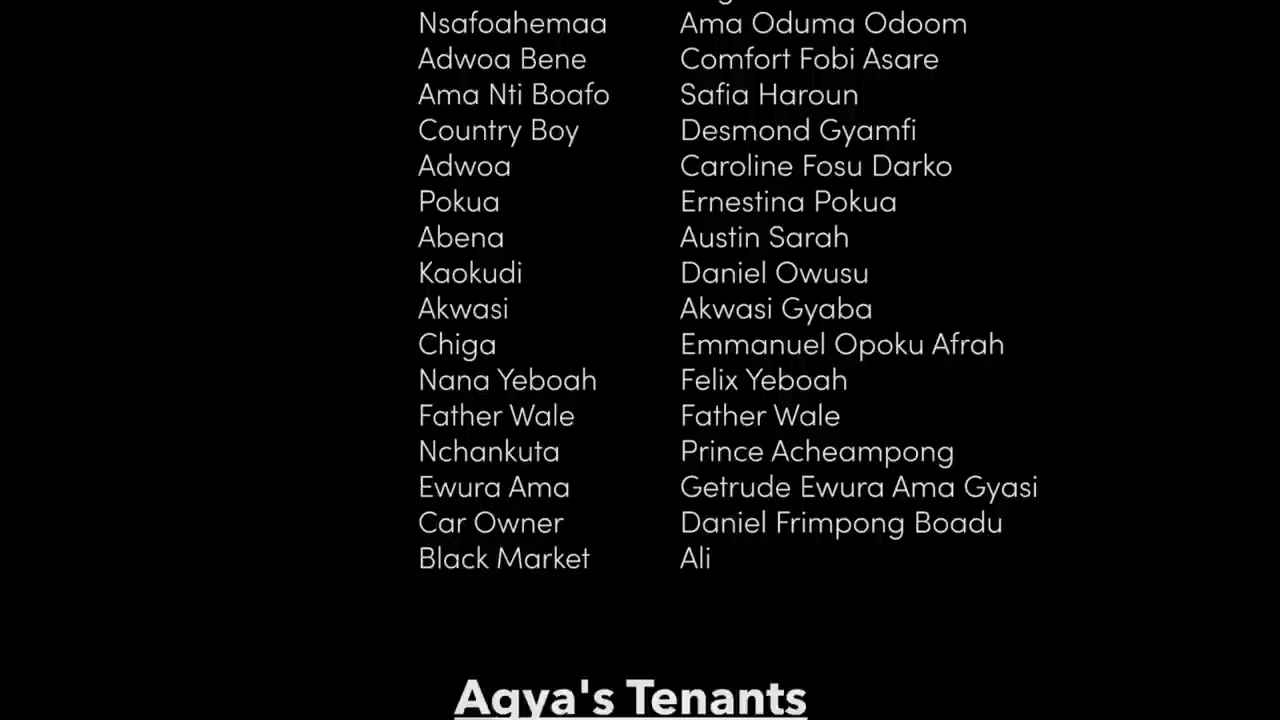 Nsafoahemaa Ama Oduma Odoom
Adwoa Bene Comfort Fobi Asare
Ama Nti Boafo Safia Haroun
Country Boy Desmond Gyamfi
Adwoa Caroline Fosu Darko
Pokua Ernestina Pokua
Abena Austin Sarah
Kaokudi Daniel Owusu
Akwasi Akwasi Gyaba
Chiga Emmanuel Opoku Afrah
Nana Yeboah Felix Yeboah
Father Wale Father Wale
Nchankuta Prince Acheampong
Ewura Ama Getrude Ewura Ama Gyasi
Car Owner Daniel Frimpong Boadu
Black Market Ali
Agya's Tenants